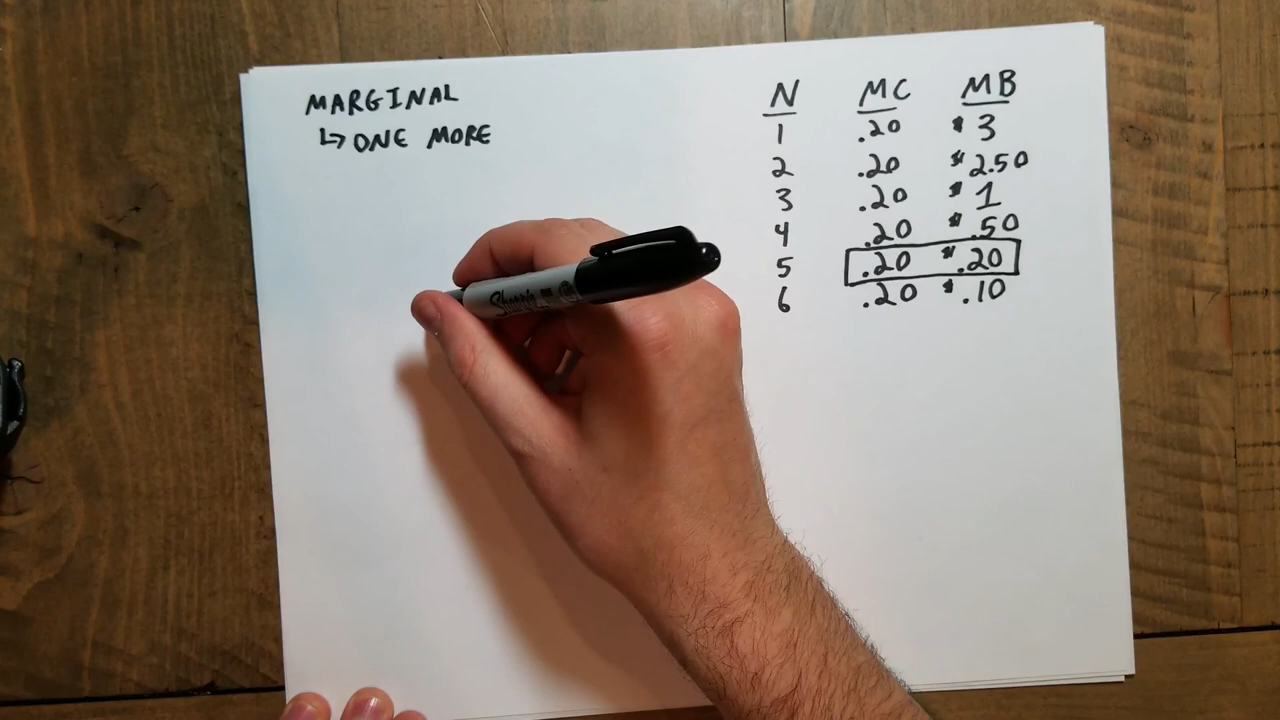 MARGINAL
↳ ONE MORE
N MC MB
1 .20 $3
2 .20 $2.50
3 .20 $1
4 .20 $.50
5 .20 $.20
6 .20 $.10
Sharpie